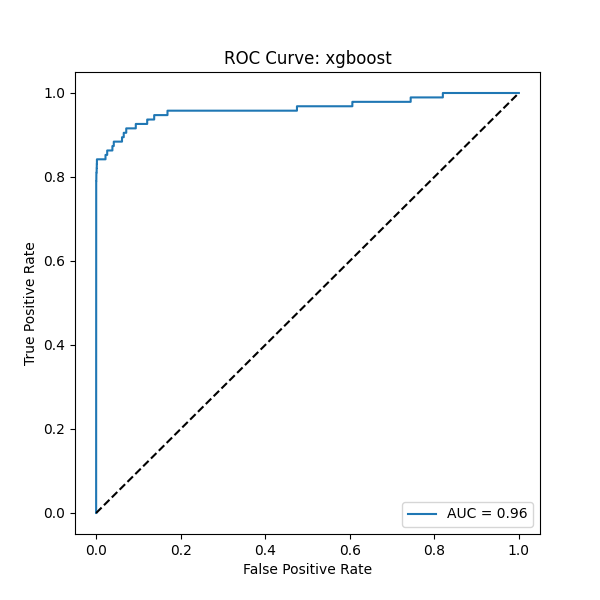 ROC Curve: xgboost
True Positive Rate
1.0
0.8
0.6
0.4
0.2
0.0
AUC = 0.96
0.0 0.2 0.4 0.6 0.8 1.0
False Positive Rate